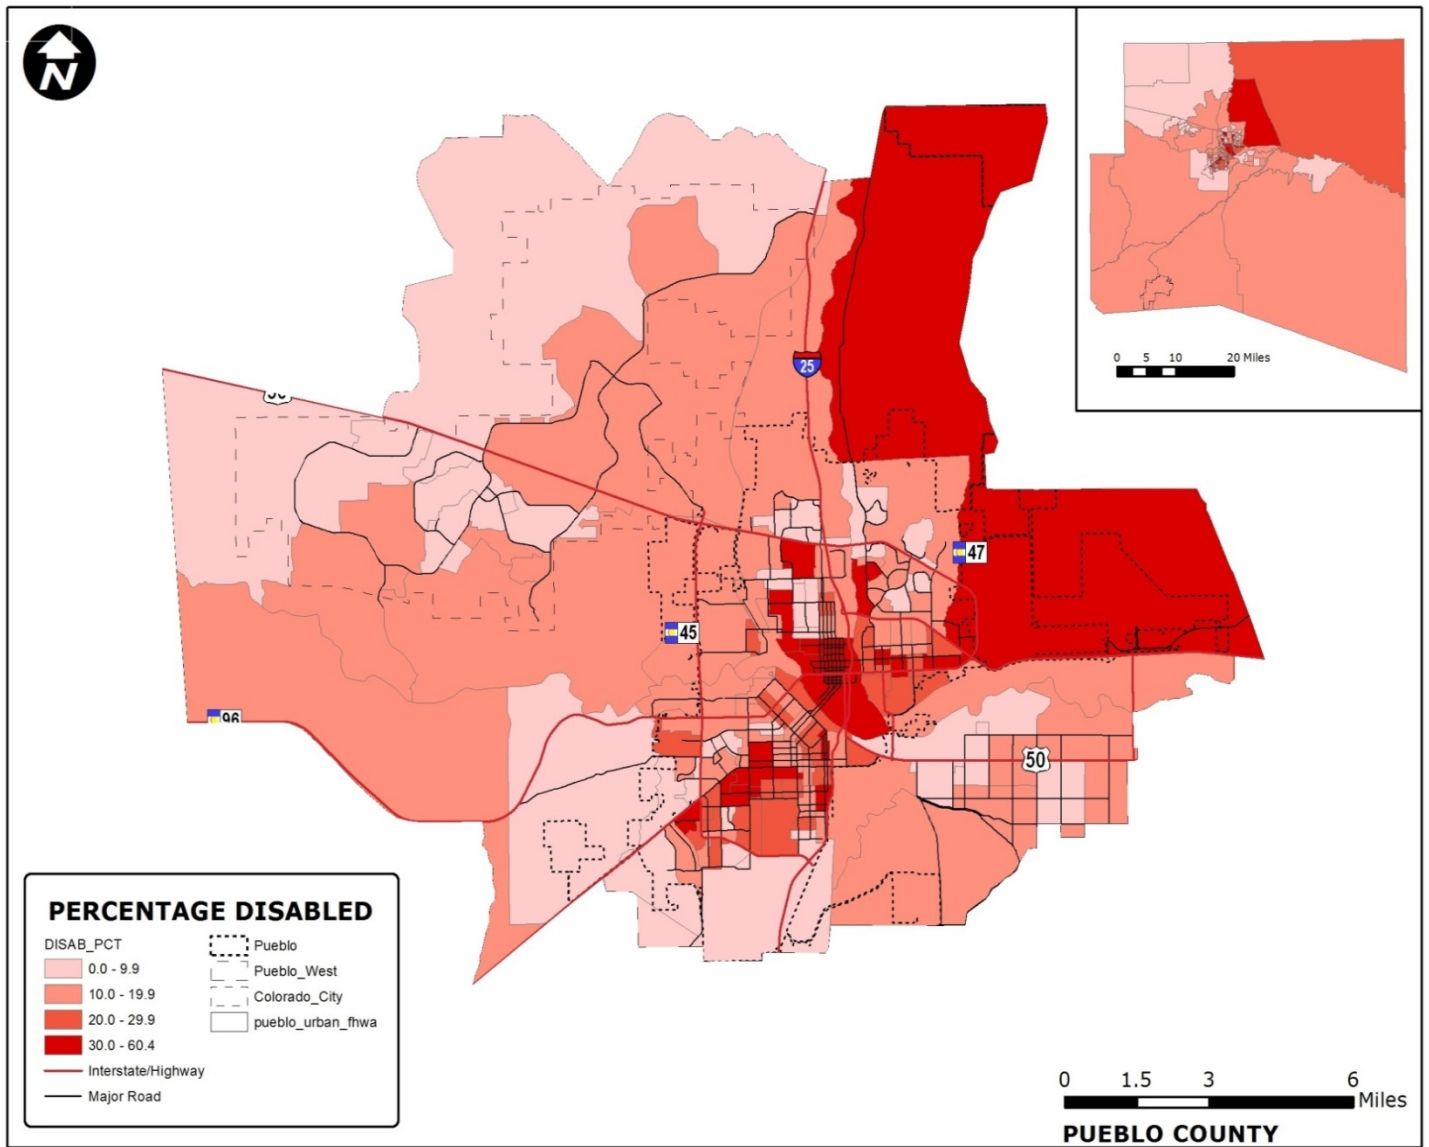 N
0 5 10 20 Miles
25
47
45
96
50
PERCENTAGE DISABLED
DISAB_PCT
0.0 - 9.9
10.0 - 19.9
20.0 - 29.9
30.0 - 60.4
Interstate/Highway
Major Road
Pueblo
Pueblo_West
Colorado_City
pueblo_urban_fhwa
0 1.5 3 6
Miles
PUEBLO COUNTY